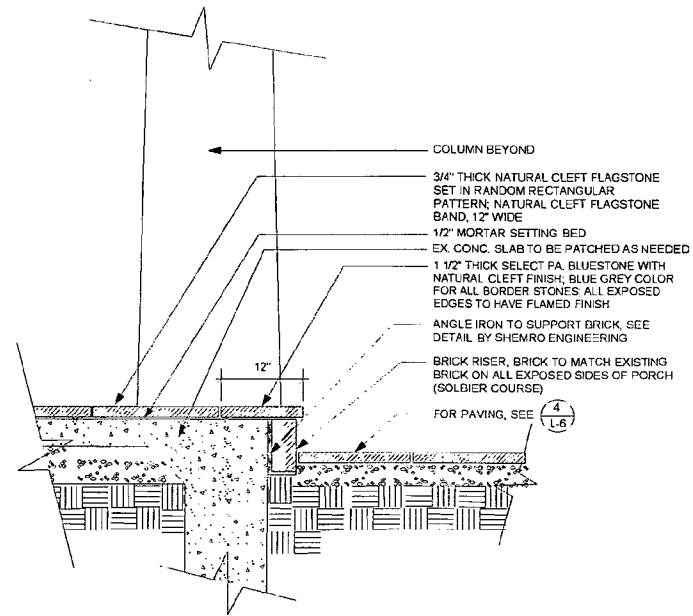 COLUMN BEYOND
3/4" THICK NATURAL CLEFT FLAGSTONE
SET IN RANDOM RECTANGULAR
PATTERN; NATURAL CLEFT FLAGSTONE
BAND, 12" WIDE
1/2" MORTAR SETTING BED
EX. CONC. SLAB TO BE PATCHED AS NEEDED
1 1/2" THICK SELECT PA. BLUESTONE WITH
NATURAL CLEFT FINISH; BLUE GREY COLOR
FOR ALL BORDER STONES. ALL EXPOSED
EDGES TO HAVE FLAMED FINISH
ANGLE IRON TO SUPPORT BRICK, SEE
DETAIL BY SHEMRO ENGINEERING
12"
BRICK RISER, BRICK TO MATCH EXISTING
BRICK ON ALL EXPOSED SIDES OF PORCH
(SOLBIER COURSE)
FOR PAVING, SEE
4
L-6